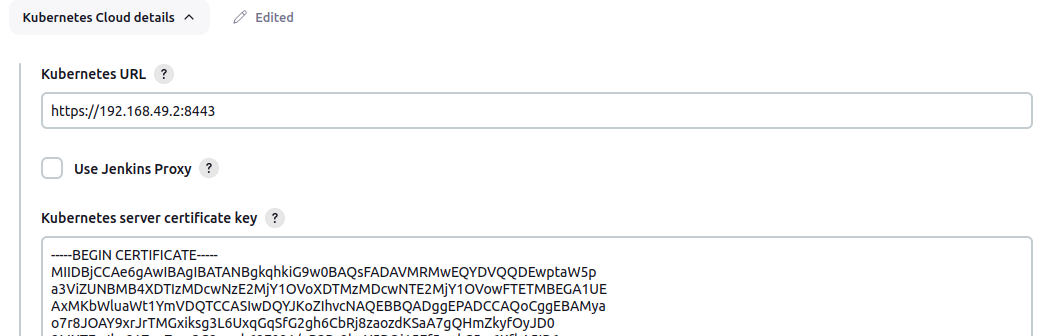 Kubernetes Cloud details
Edited
Kubernetes URL ?
https://192.168.49.2:8443
Use Jenkins Proxy ?
Kubernetes server certificate key ?
-----BEGIN CERTIFICATE-----
MIIDBjCCAe6gAwIBAgIBATANBgkqhkiG9w0BAQsFADAVMRMwEQYDVQQDEwptaW5p
a3ViZUNBMB4XDTIzMDcwNzE2MjY1OVoXDTMzMDcwNTE2MjY1OVowFTETMBEGA1UE
AxMKbWluaWt1YmVDQTCCASIwDQYJKoZIhvcNAQEBBQADggEPADCCAQoCggEBAMya
o7r8JOAY9xrJrTMGxiksg3L6UxqGqSfG2gh6CbRj8zaozdKSaA7gQHmZkyfOyJD0